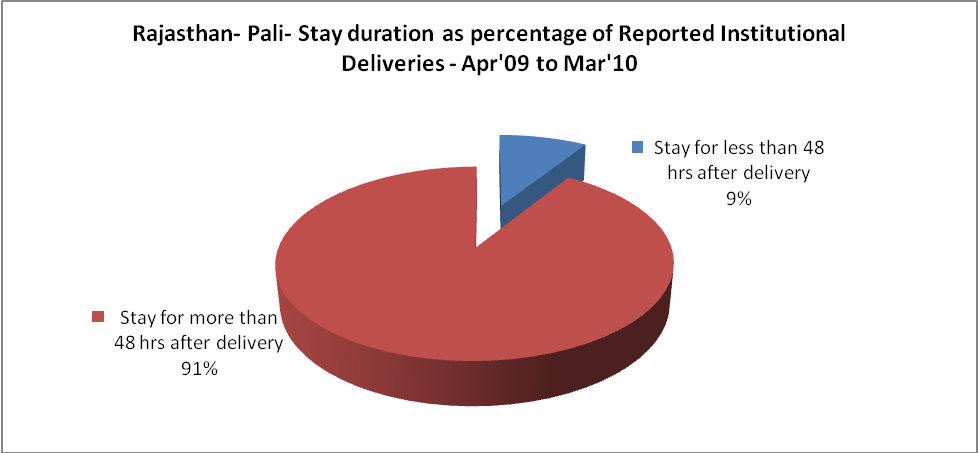 Rajasthan- Pali- Stay duration as percentage of Reported Institutional
Deliveries - Apr'09 to Mar'10
Stay for less than 48
hrs after delivery
9%
Stay for more than
48 hrs after delivery
91%